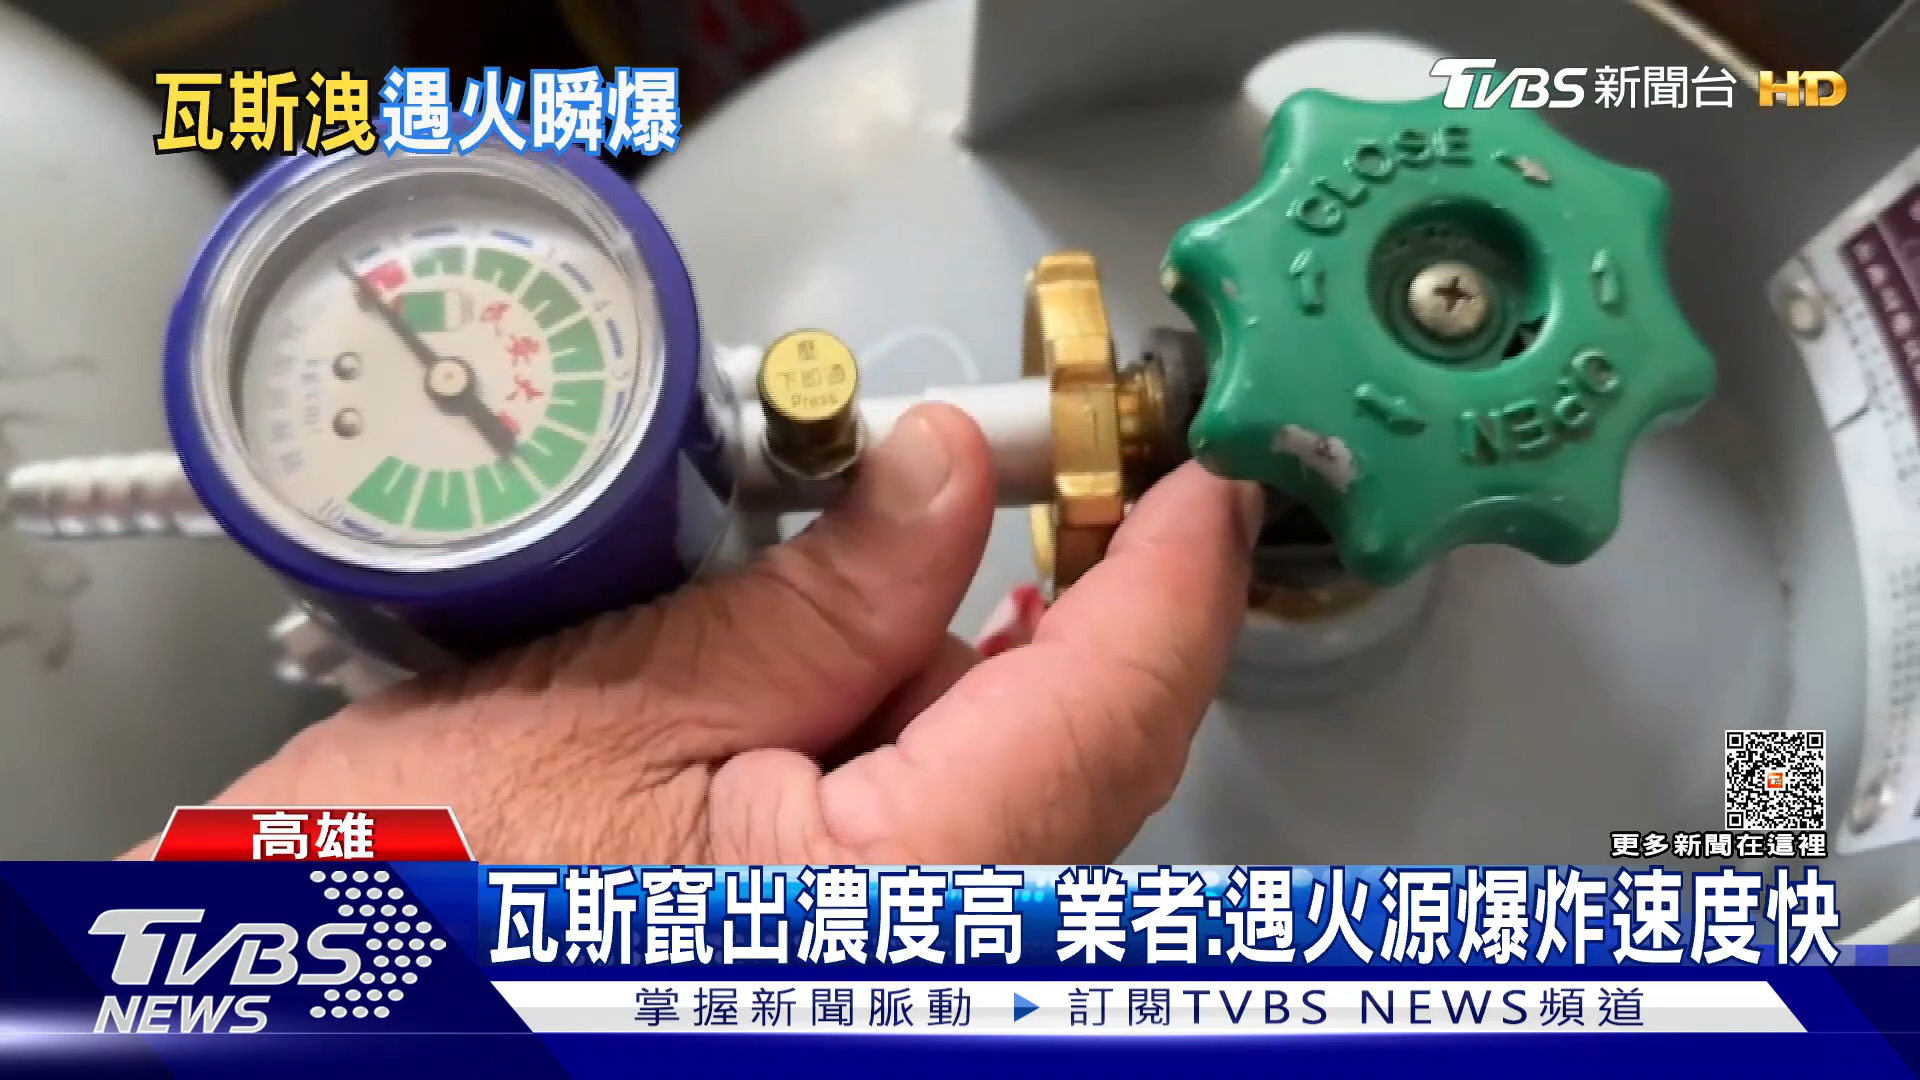 瓦斯洩 遇火瞬爆
TVBS新聞台 HD
CLOSE
OPEN
壓
下即通
Press
10
更多新聞在這裡
高雄
瓦斯竄出濃度高 業者:遇火源爆炸速度快
TVBS
NEWS
掌握新聞脈動 ▶ 訂閱TVBS NEWS頻道